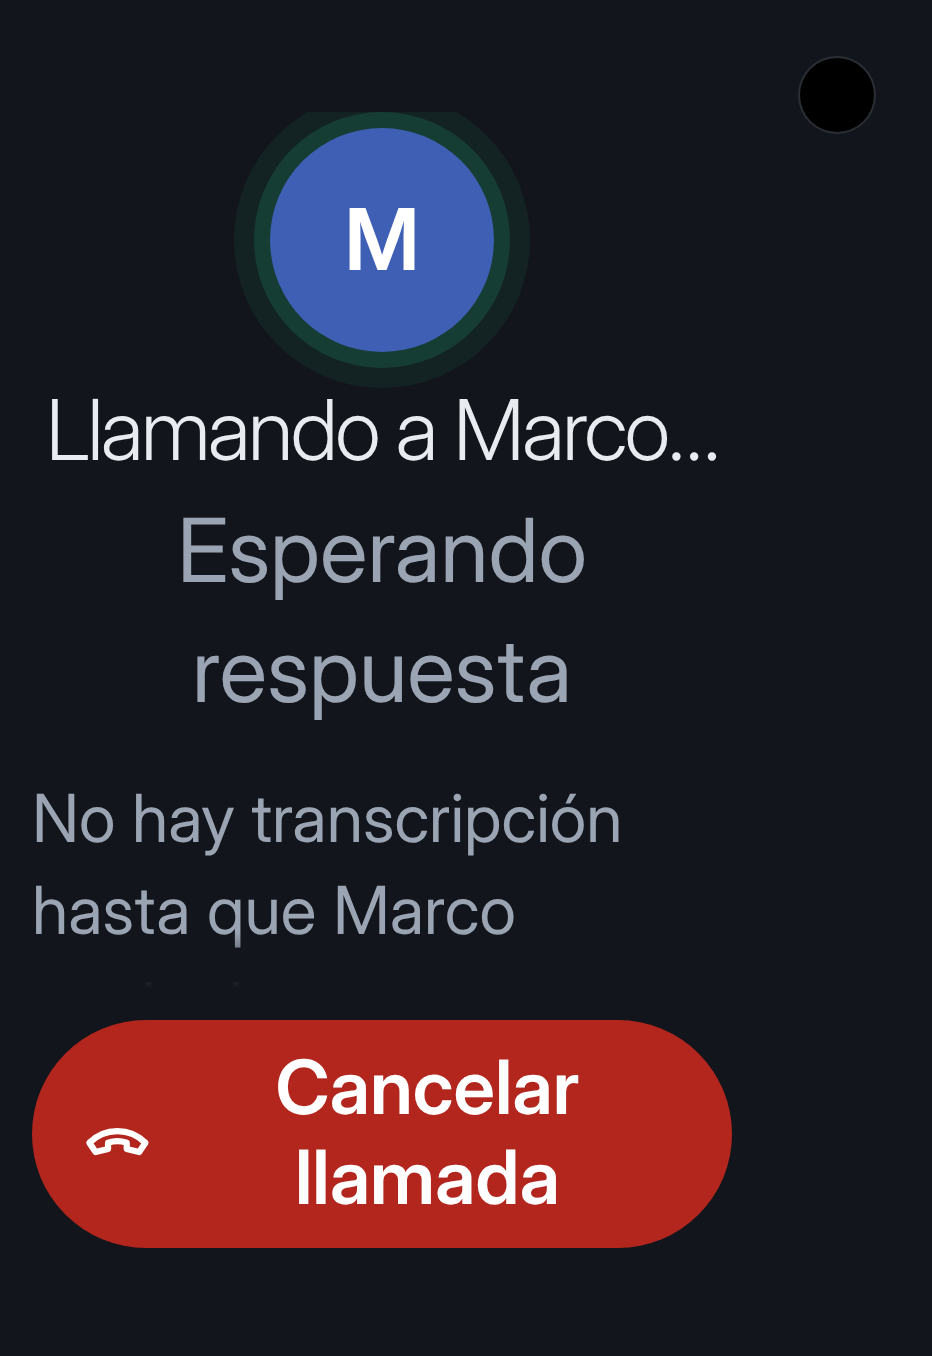 M
Llamando a Marco...
Esperando
respuesta
No hay transcripción
hasta que Marco
Cancelar
llamada